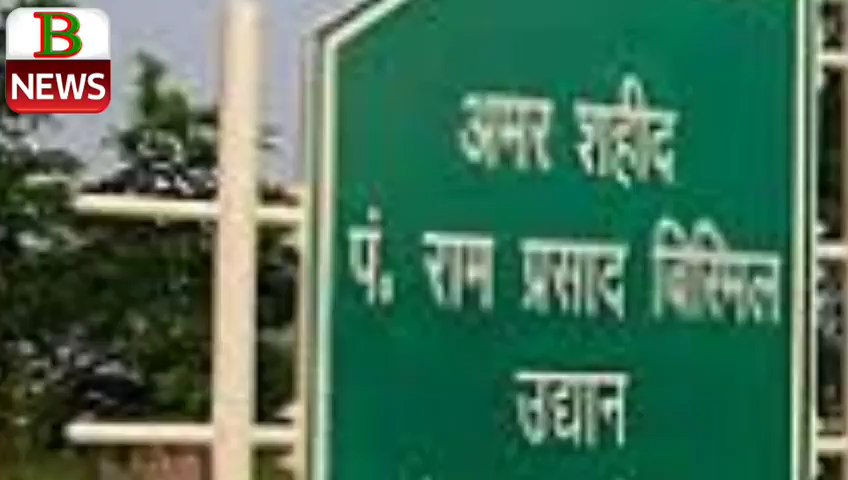 B
NEWS
अमर शहीद
पं. राम प्रसाद बिस्मिल
उद्यान